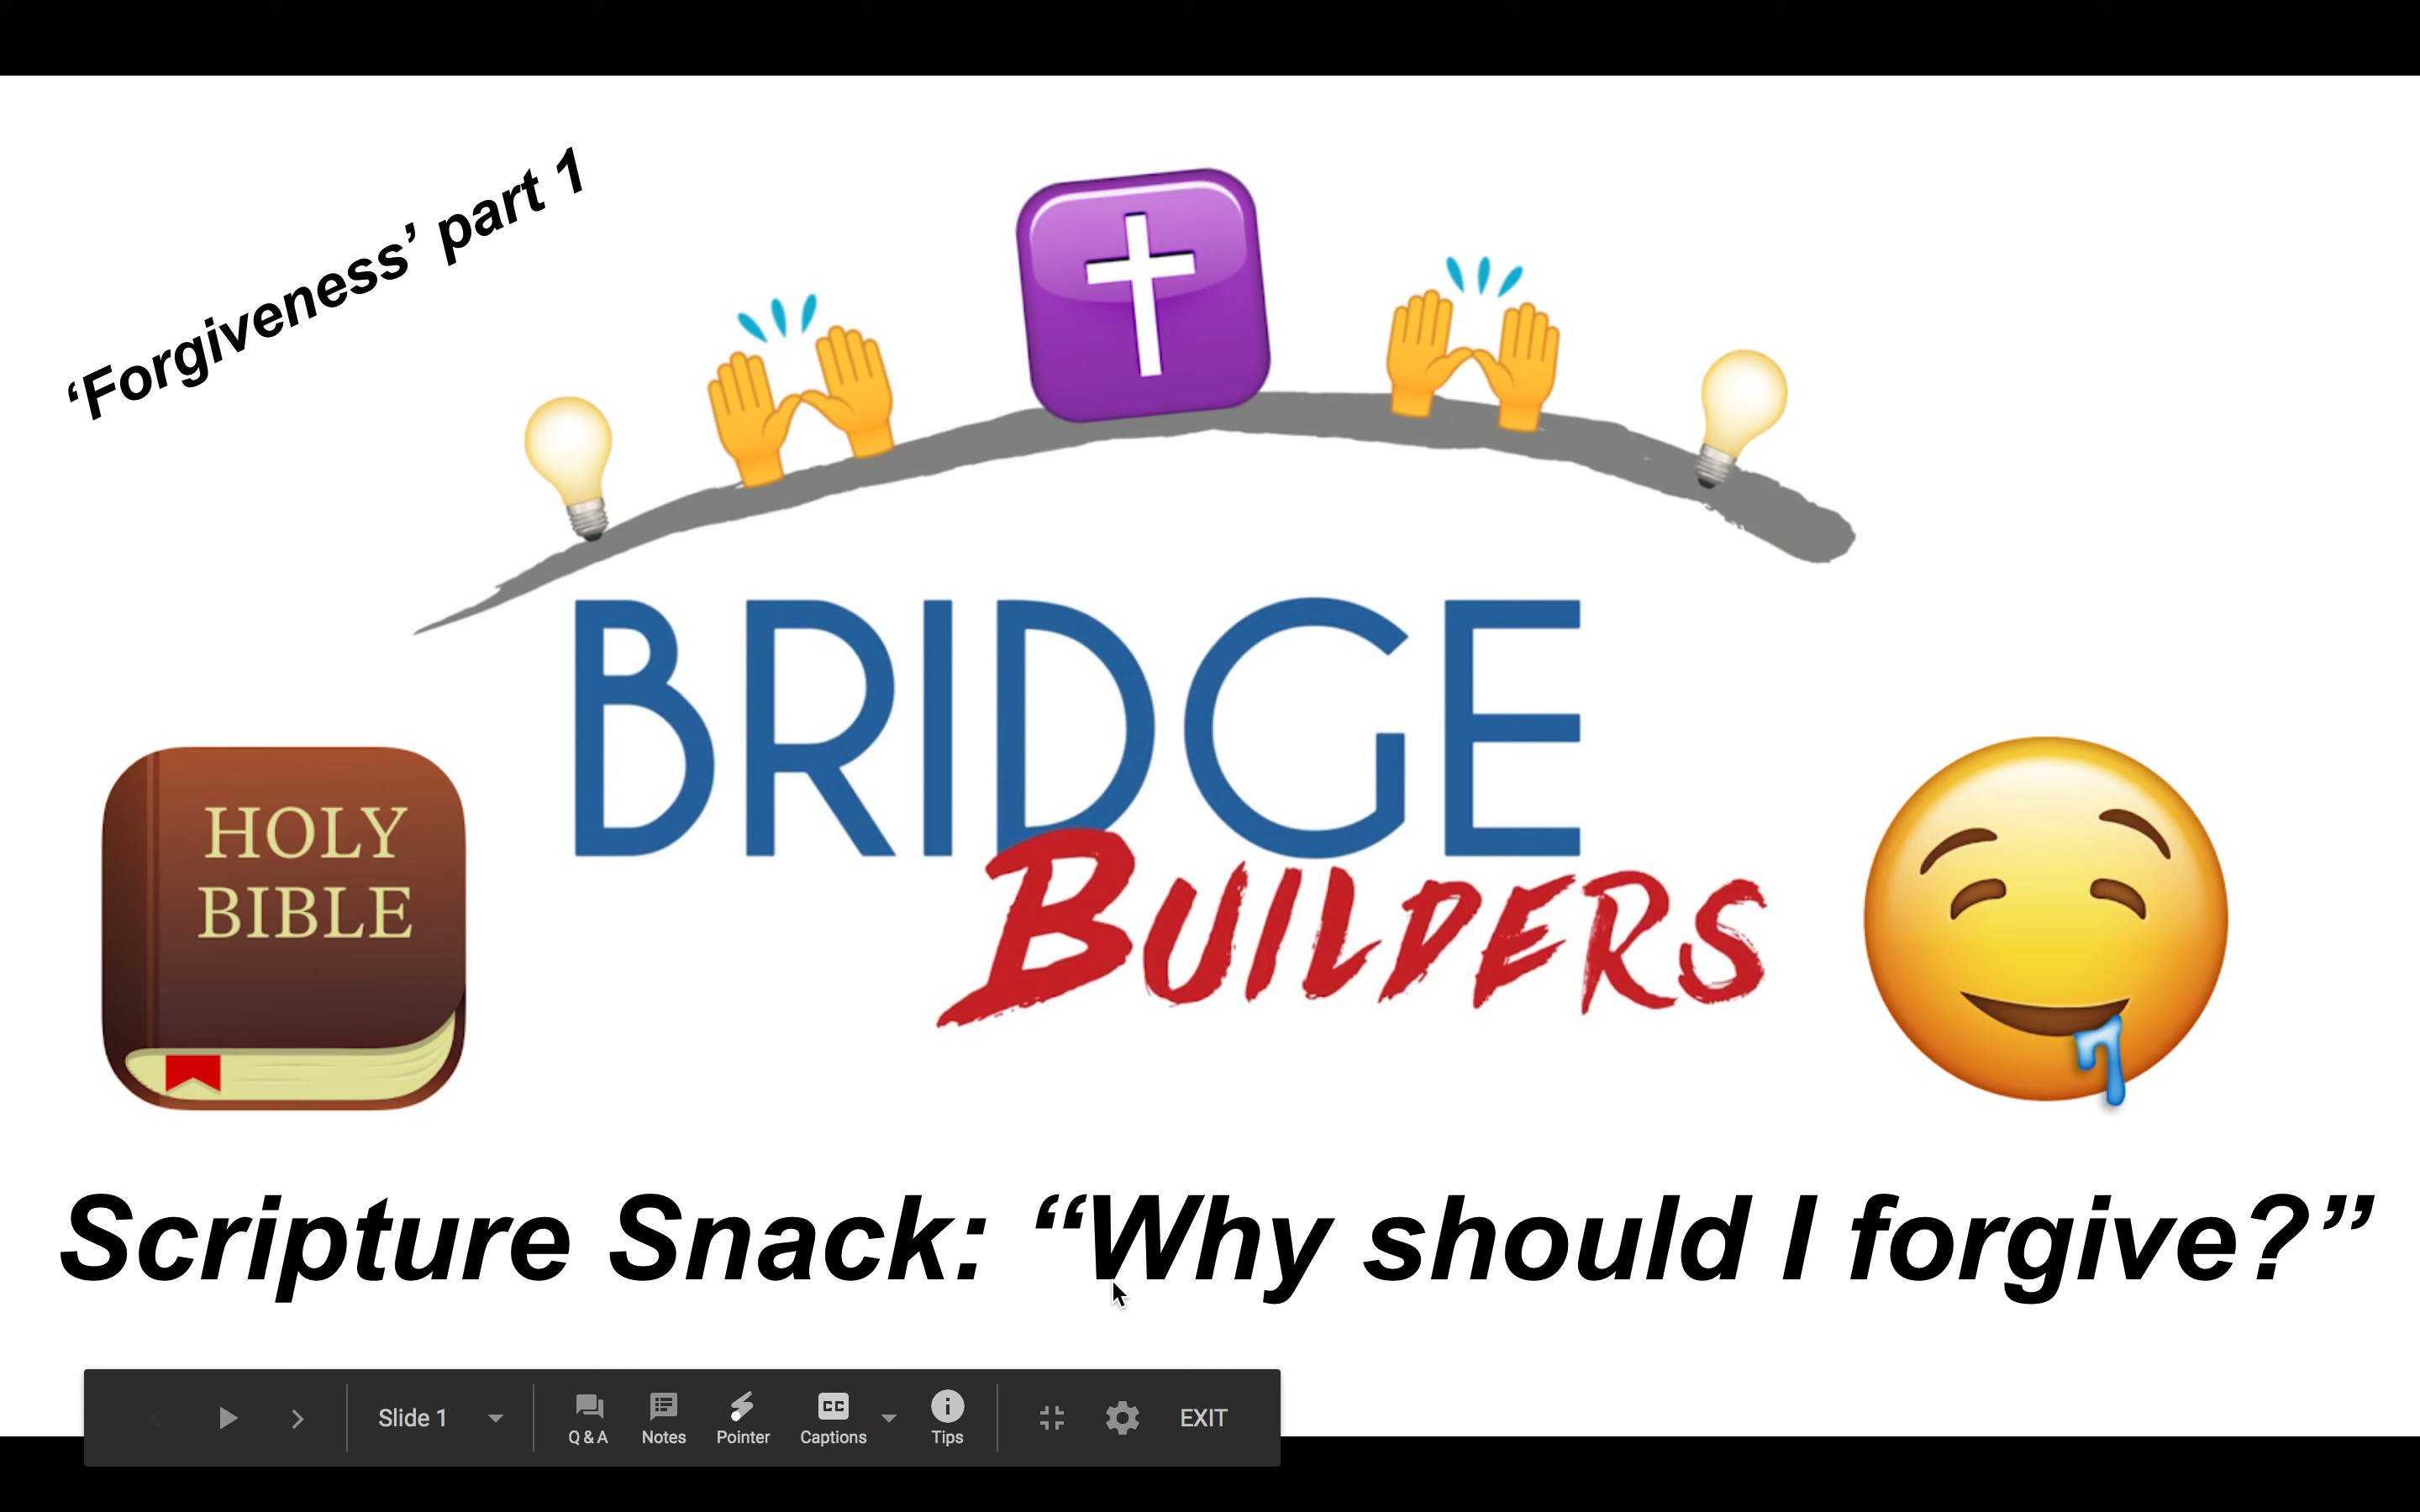 ‘Forgiveness’ part 1
BRIDGE
BUILDERS
HOLY
BIBLE
Scripture Snack: “Why should I forgive?”
Slide 1
Q & A
Notes
Pointer
CC
Captions
Tips
EXIT